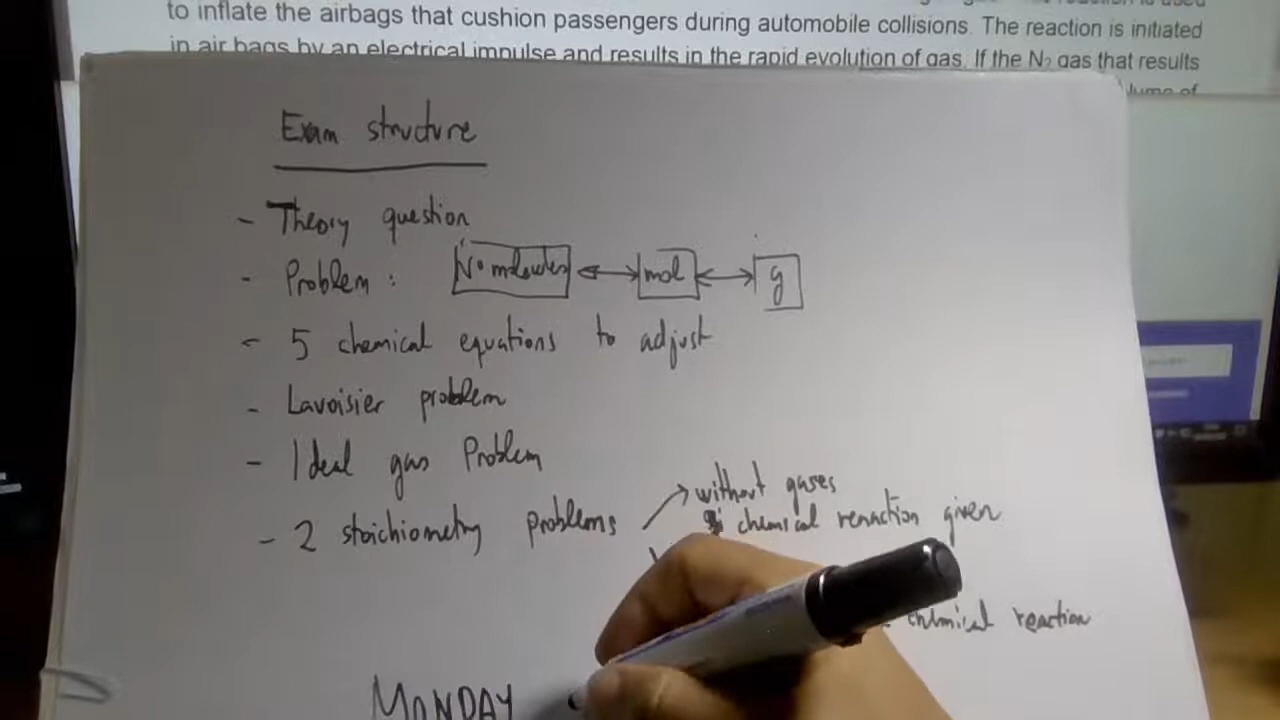 to inflate the airbags that cushion passengers during automobile collisions. The reaction is initiated
in air bags by an electrical impulse and results in the rapid evolution of gas. If the N₂ gas that results
lume of
Exam structure
- Theory question
- Problem : Nº molecules ↔ mol ↔ g
- 5 chemical equations to adjust
- Lavoisier problem
- Ideal gas Problem
- 2 stoichiometry problems → without gases
chemical renaction given
chemical reaction
MONDAY